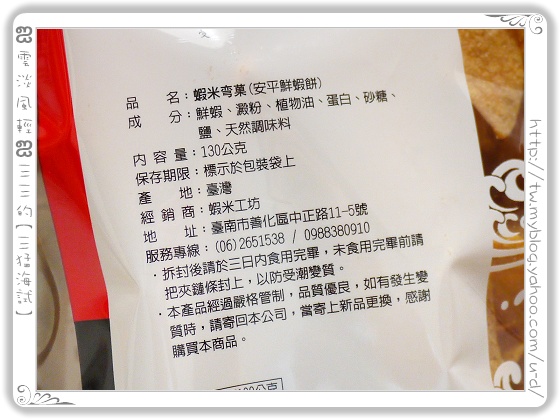 品　　名：蝦米穹菓(安平鮮蝦餅)
成　　分：鮮蝦、澱粉、植物油、蛋白、砂糖、
鹽、天然調味料
內 容 量：130公克
保存期限：標示於包裝袋上
產　　地：臺灣
經 銷 商：蝦米工坊
地　　址：臺南市善化區中正路11-5號
服務專線：(06)2651538 / 0988380910
‧拆封後請於三日內食用完畢，未食用完畢前請
把夾鏈條封上，以防受潮變質。
‧本產品經過嚴格管制，品質優良，如有發生變
質時，請寄回本公司，當寄上新品更換，感謝
購買本商品。
雲淡風輕 三三的【三猛海試】
http://tw.myblog.yahoo.com/u-d/